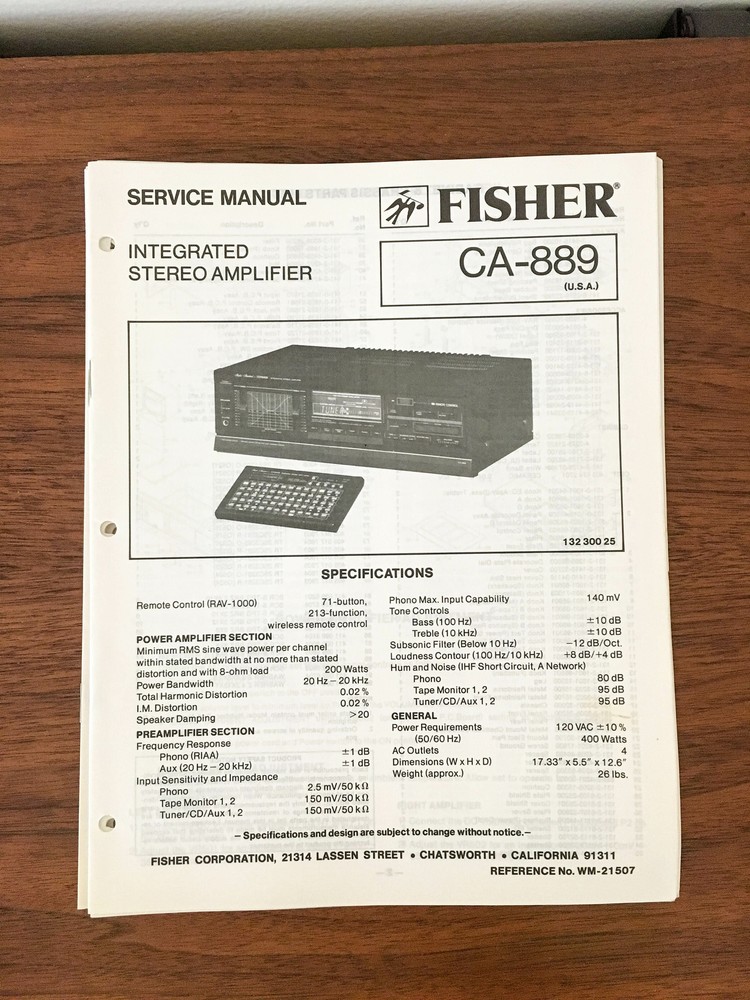 SERVICE MANUAL
FISHER®
INTEGRATED
STEREO AMPLIFIER
CA-889
(U.S.A.)
TUNER
132 300 25
SPECIFICATIONS
Remote Control (RAV-1000) 71-button,
213-function,
wireless remote control
POWER AMPLIFIER SECTION
Minimum RMS sine wave power per channel
within stated bandwidth at no more than stated
distortion and with 8-ohm load 200 Watts
Power Bandwidth 20 Hz – 20 kHz
Total Harmonic Distortion 0.02 %
I.M. Distortion 0.02 %
Speaker Damping >20
PREAMPLIFIER SECTION
Frequency Response
Phono (RIAA) ±1 dB
Aux (20 Hz – 20 kHz) ±1 dB
Input Sensitivity and Impedance
Phono 2.5 mV/50 kΩ
Tape Monitor 1, 2 150 mV/50 kΩ
Tuner/CD/Aux 1, 2 150 mV/50 kΩ
Phono Max. Input Capability 140 mV
Tone Controls
Bass (100 Hz) ±10 dB
Treble (10 kHz) ±10 dB
Subsonic Filter (Below 10 Hz) −12 dB/Oct.
Loudness Contour (100 Hz/10 kHz) +8 dB/+4 dB
Hum and Noise (IHF Short Circuit, A Network)
Phono 80 dB
Tape Monitor 1, 2 95 dB
Tuner/CD/Aux 1, 2 95 dB
GENERAL
Power Requirements 120 VAC ±10 %
(50/60 Hz) 400 Watts
AC Outlets 4
Dimensions (W x H x D) 17.33" x 5.5" x 12.6"
Weight (approx.) 26 lbs.
– Specifications and design are subject to change without notice. –
FISHER CORPORATION, 21314 LASSEN STREET • CHATSWORTH • CALIFORNIA 91311
REFERENCE No. WM-21507